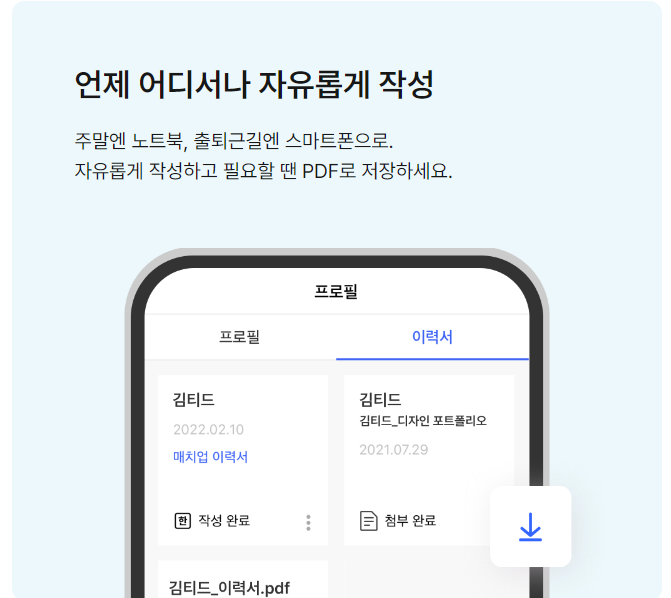 언제 어디서나 자유롭게 작성
주말엔 노트북, 출퇴근길엔 스마트폰으로.
자유롭게 작성하고 필요할 땐 PDF로 저장하세요.
프로필
프로필
이력서
김티드
2022.02.10
매치업 이력서
한 작성 완료
김티드
김티드_디자인 포트폴리오
2021.07.29
첨부 완료
김티드_이력서.pdf